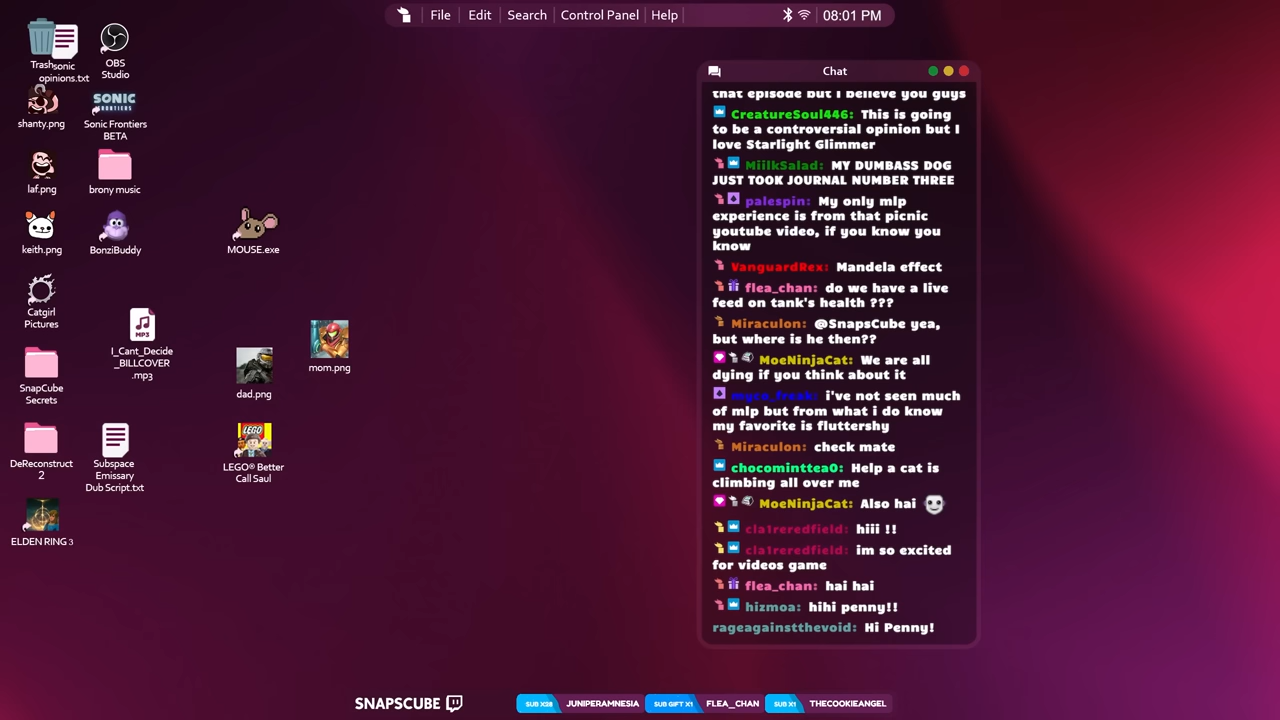 File Edit Search Control Panel Help 08:01 PM
Trash
sonic
opinions.txt
OBS
Studio
shanty.png
SONIC
FRONTIERS
Sonic Frontiers
BETA
laf.png
brony music
keith.png
BonziBuddy
MOUSE.exe
Catgirl
Pictures
MP3
I_Cant_Decide
_BILLCOVER
.mp3
mom.png
dad.png
SnapCube
Secrets
DeReconstruct
2
Subspace
Emissary
Dub Script.txt
LEGO
LEGO® Better
Call Saul
ELDEN RING 3
Chat
that episode but I believe you guys
CreatureSoul446: This is going
to be a controversial opinion but I
love Starlight Glimmer
MiilkSalad: MY DUMBASS DOG
JUST TOOK JOURNAL NUMBER THREE
palespin: My only mlp
experience is from that picnic
youtube video, if you know you
know
VanguardRex: Mandela effect
flea_chan: do we have a live
feed on tank's health ???
Miraculon: @SnapsCube yea,
but where is he then??
MoeNinjaCat: We are all
dying if you think about it
i've not seen much
of mlp but from what i do know
my favorite is fluttershy
Miraculon: check mate
chocominttea0: Help a cat is
climbing all over me
MoeNinjaCat: Also hai
cla1reredfield: hiii !!
cla1reredfield: im so excited
for videos game
flea_chan: hai hai
hizmoa: hihi penny!!
rageagainstthevoid: Hi Penny!
SNAPSCUBE
SUB X28 JUNIPERAMNESIA SUB GIFT X1 FLEA_CHAN SUB X1 THECOOKIEANGEL